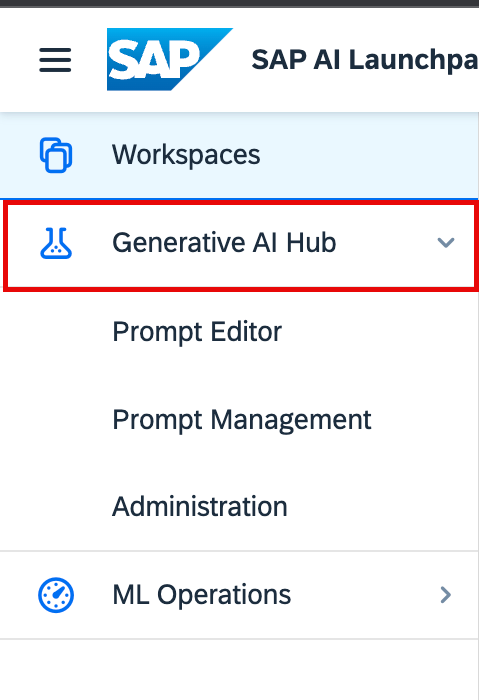 SAP SAP AI Launchpa
Workspaces
Generative AI Hub
Prompt Editor
Prompt Management
Administration
ML Operations